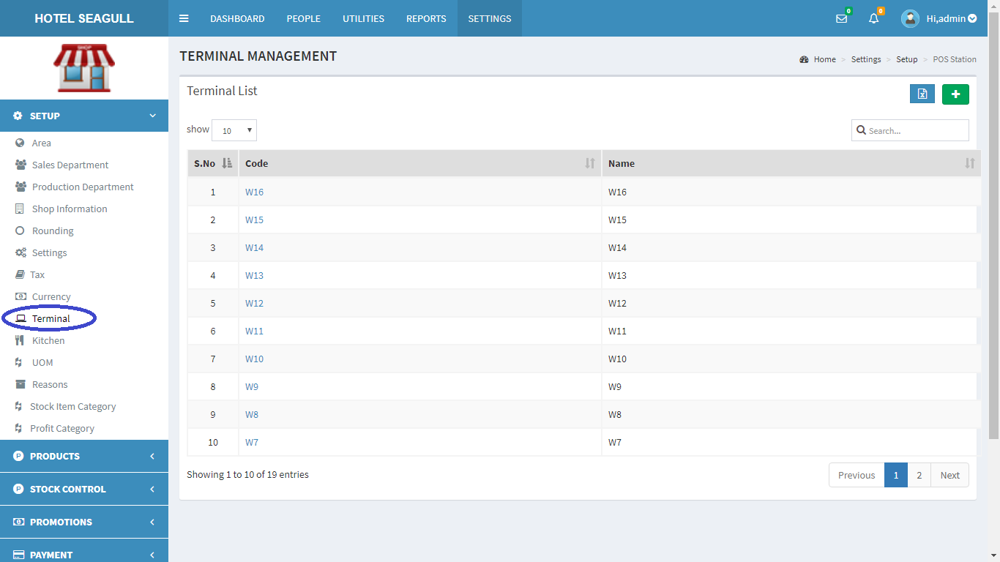 HOTEL SEAGULL
DASHBOARD
PEOPLE
UTILITIES
REPORTS
SETTINGS
0
0
Hi,admin
SHOP
SETUP
Area
Sales Department
Production Department
Shop Information
Rounding
Settings
Tax
Currency
Terminal
Kitchen
UOM
Reasons
Stock Item Category
Profit Category
P PRODUCTS
P STOCK CONTROL
PROMOTIONS
PAYMENT
TERMINAL MANAGEMENT
Home > Settings > Setup > POS Station
Terminal List
show 10
Search...
S.No Code Name
1 W16 W16
2 W15 W15
3 W14 W14
4 W13 W13
5 W12 W12
6 W11 W11
7 W10 W10
8 W9 W9
9 W8 W8
10 W7 W7
Showing 1 to 10 of 19 entries
Previous 1 2 Next